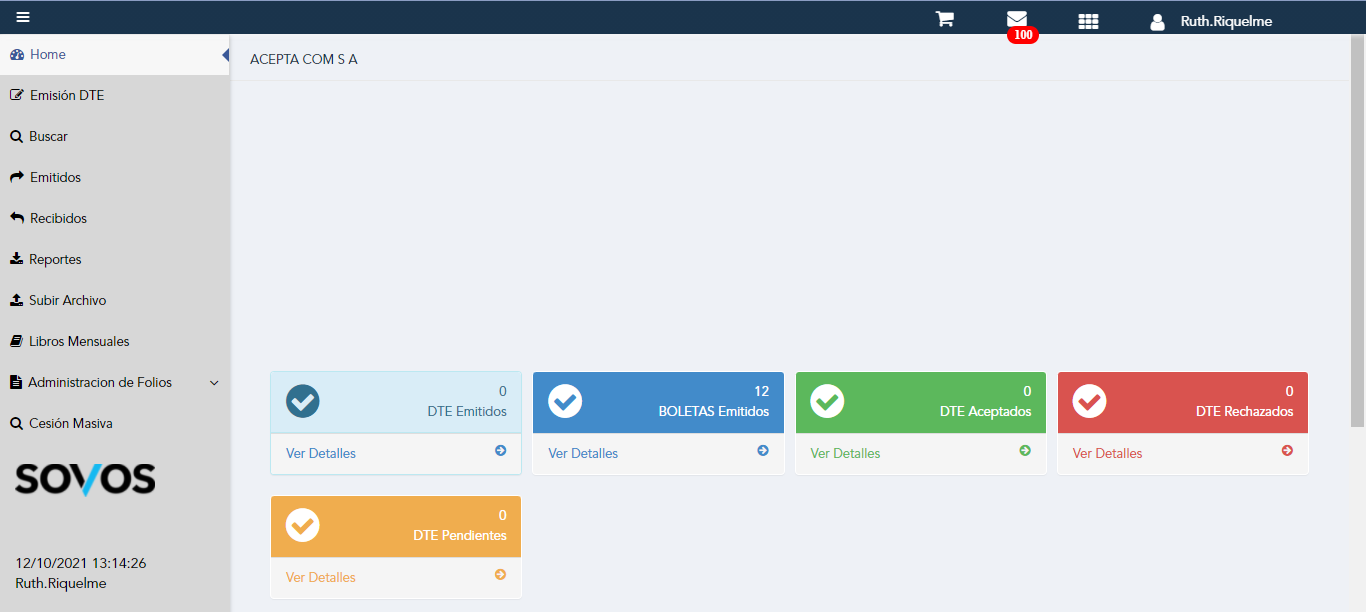 100
Ruth.Riquelme
Home
Emisión DTE
Buscar
Emitidos
Recibidos
Reportes
Subir Archivo
Libros Mensuales
Administracion de Folios
Cesión Masiva
SOVOS
12/10/2021 13:14:26
Ruth.Riquelme
ACEPTA COM S A
0
DTE Emitidos
Ver Detalles
12
BOLETAS Emitidos
Ver Detalles
0
DTE Aceptados
Ver Detalles
0
DTE Rechazados
Ver Detalles
0
DTE Pendientes
Ver Detalles